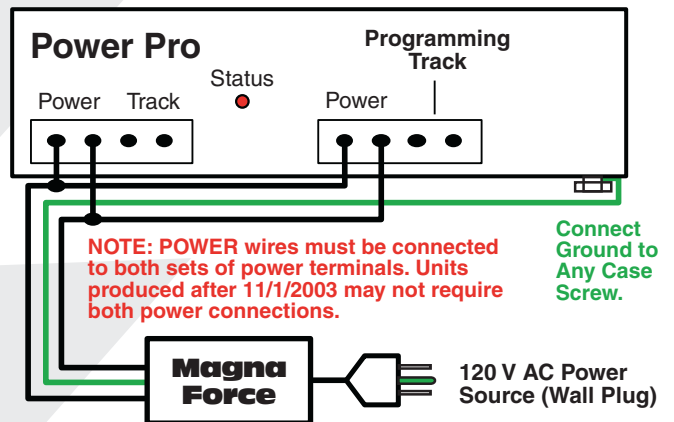 Power Pro
Status
Power Track
Programming
Track
Power
NOTE: POWER wires must be connected
to both sets of power terminals. Units
produced after 11/1/2003 may not require
both power connections.
Connect
Ground to
Any Case
Screw.
Magna
Force
120 V AC Power
Source (Wall Plug)